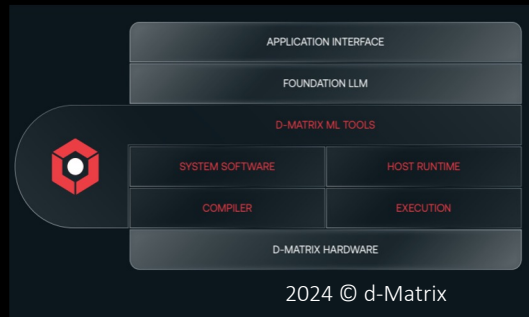 APPLICATION INTERFACE
FOUNDATION LLM
D-MATRIX ML TOOLS
SYSTEM SOFTWARE HOST RUNTIME
COMPILER EXECUTION
D-MATRIX HARDWARE
2024 © d-Matrix